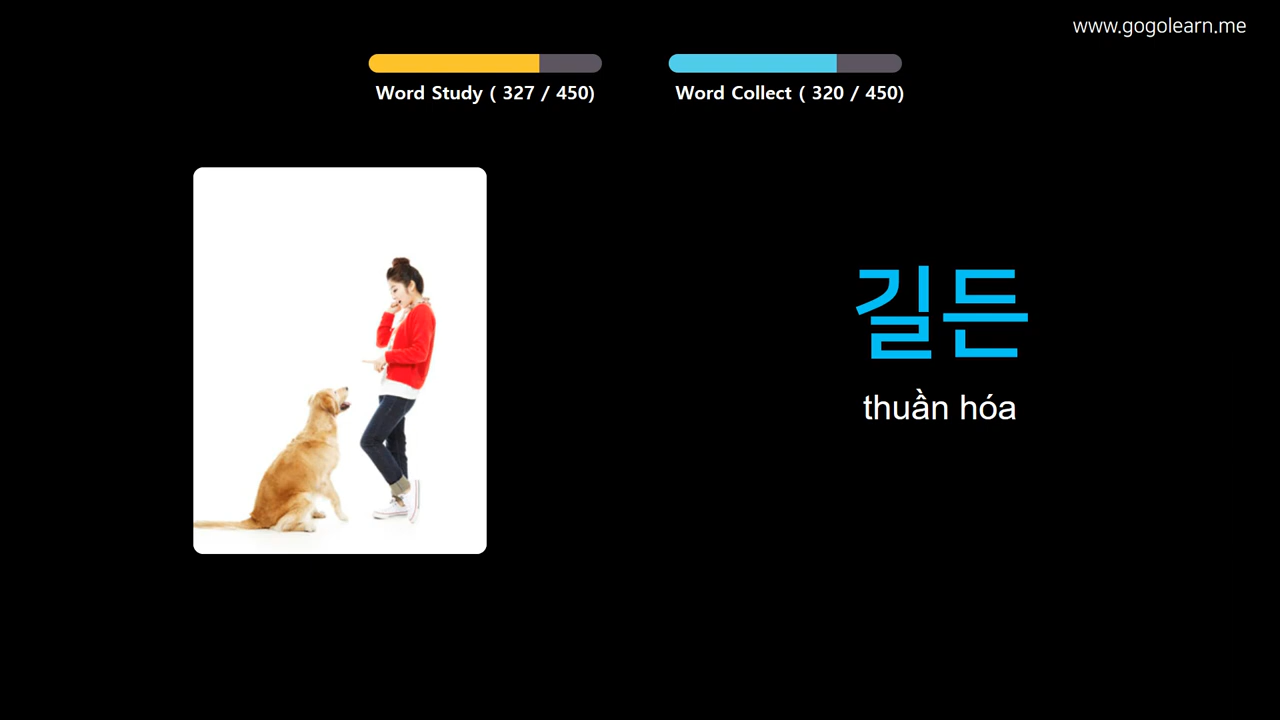 www.gogolearn.me
Word Study ( 327 / 450)
Word Collect ( 320 / 450)
길든
thuần hóa